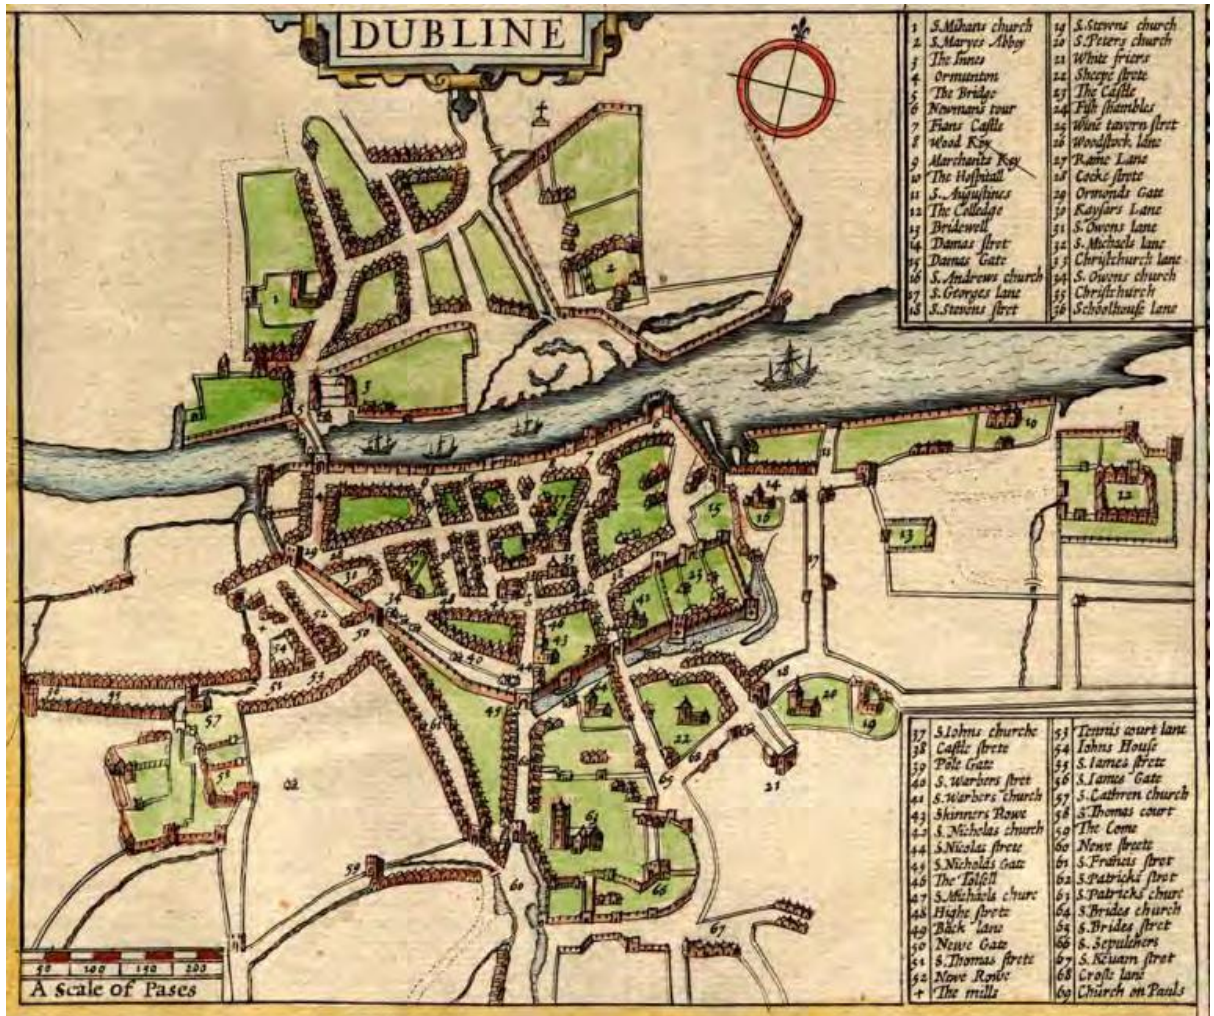 DUBLINE
1 S.Mihans church
2 S.Maryes Abbey
3 The Innes
4 Ormunton
5 The Bridge
6 Newmans tour
7 Fians Castle
8 Wood Key
9 Marchants Key
10 The Hospitall
11 S. Augustines
12 The Colledge
13 Bridewell
14 Damas stret
15 Damas Gate
16 S. Andrews church
17 S. Georges lane
18 S. Stevens stret
19 S. Stevens church
20 S. Peters church
21 White friers
22 Sheepe strete
23 The Castle
24 Fish shambles
25 Wine tavern stret
26 Woodstock lane
27 Rame Lane
28 Cocke strete
29 Ormonds Gate
30 Kaysars Lane
31 S. Owens lane
32 S. Michaels lane
33 Christchurch lane
34 S. Owens church
35 Christchurch
36 Schoolhouse lane
37 S. Iohns churche
38 Castle strete
39 Pole Gate
40 S. Warbers stret
41 S. Warbers church
43 Skinners Rowe
42 S. Nicholas church
44 S. Nicolas strete
45 S. Nicholas Gate
46 The Tolsell
47 S. Michaels churc
48 Highe strete
49 Back lane
50 Newe Gate
51 S. Thomas strete
52 Newe Rowe
+ The mills
53 Tennis court lane
54 Iohns House
55 S. Iames strete
56 S. Iames Gate
57 S. Cathren church
58 S. Thomas court
59 The Come
60 Newe streete
61 S. Francis stret
62 S. Patricks stret
63 S. Patricks churc
64 S. Brides church
65 S. Brides stret
66 S. Sepulchers
67 S. Kevam stret
68 Crosse lane
69 Church on Pauls
50 100 150 200
A Scale of Pases